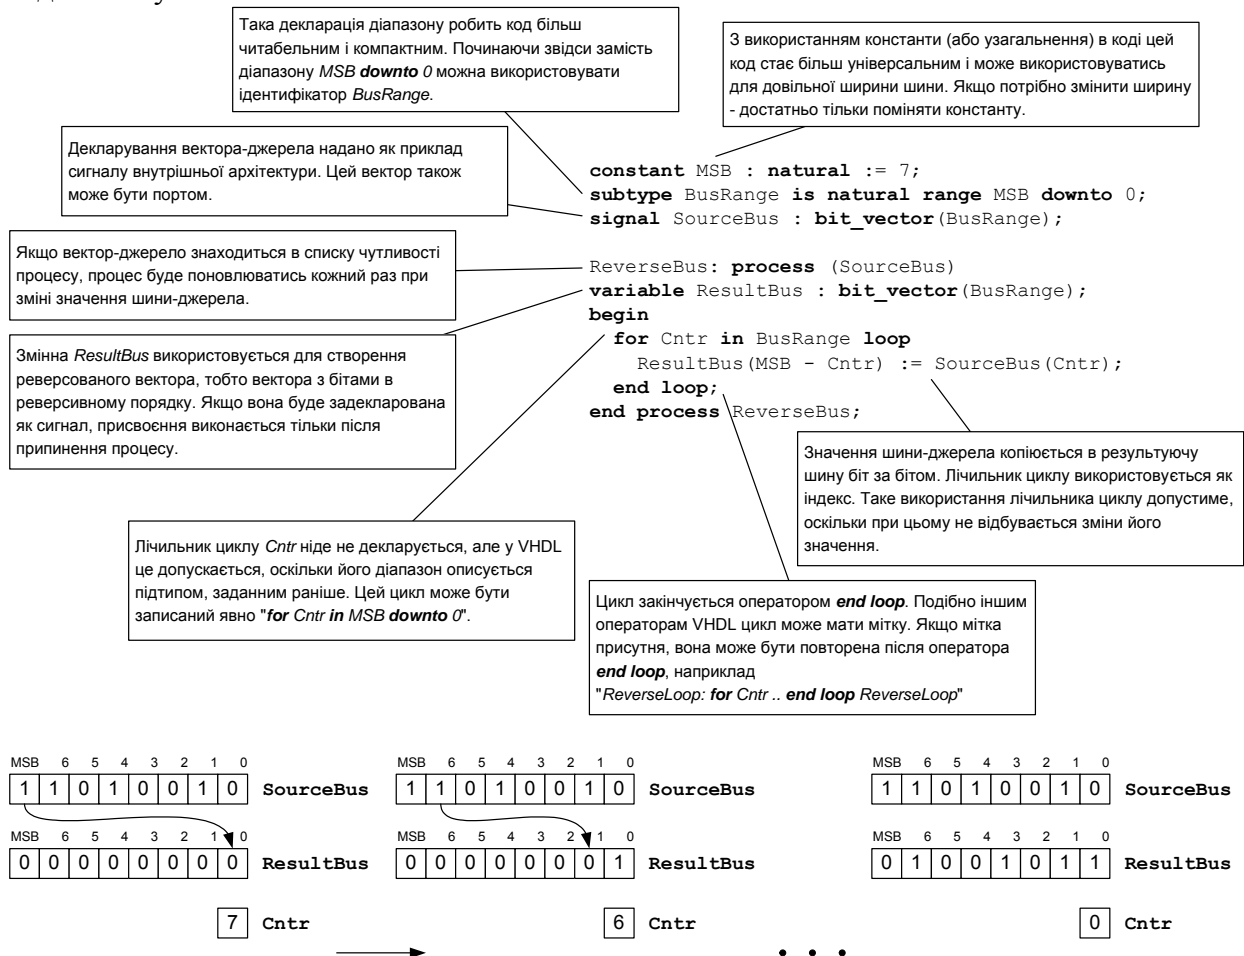 Така декларація діапазону робить код більш
читабельним і компактним. Починаючи звідси замість
діапазону MSB downto 0 можна використовувати
ідентифікатор BusRange.
З використанням константи (або узагальнення) в коді цей
код стає більш універсальним і може використовуватись
для довільної ширини шини. Якщо потрібно змінити ширину
- достатньо тільки поміняти константу.
Декларування вектора-джерела надано як приклад
сигналу внутрішньої архітектури. Цей вектор також
може бути портом.
constant MSB : natural := 7;
subtype BusRange is natural range MSB downto 0;
signal SourceBus : bit_vector(BusRange);
Якщо вектор-джерело знаходиться в списку чутливості
процесу, процес буде поновлюватись кожний раз при
зміні значення шини-джерела.
ReverseBus: process (SourceBus)
variable ResultBus : bit_vector(BusRange);
begin
for Cntr in BusRange loop
ResultBus(MSB - Cntr) := SourceBus(Cntr);
end loop;
end process ReverseBus;
Змінна ResultBus використовується для створення
реверсованого вектора, тобто вектора з бітами в
реверсивному порядку. Якщо вона буде задекларована
як сигнал, присвоєння виконається тільки після
припинення процесу.
Значення шини-джерела копіюється в результуючу
шину біт за бітом. Лічильник циклу використовується як
індекс. Таке використання лічильника циклу допустиме,
оскільки при цьому не відбувається зміни його
значення.
Лічильник циклу Cntr ніде не декларується, але у VHDL
це допускається, оскільки його діапазон описується
підтипом, заданним раніше. Цей цикл може бути
записаний явно "for Cntr in MSB downto 0".
Цикл закінчується оператором end loop. Подібно іншим
операторам VHDL цикл може мати мітку. Якщо мітка
присутня, вона може бути повторена після оператора
end loop, наприклад
"ReverseLoop: for Cntr .. end loop ReverseLoop"
MSB 6 5 4 3 2 1 0
1 1 0 1 0 0 1 0 SourceBus
MSB 6 5 4 3 2 1 0
0 0 0 0 0 0 0 0 ResultBus
7 Cntr
MSB 6 5 4 3 2 1 0
1 1 0 1 0 0 1 0 SourceBus
MSB 6 5 4 3 2 1 0
0 0 0 0 0 0 0 1 ResultBus
6 Cntr
MSB 6 5 4 3 2 1 0
1 1 0 1 0 0 1 0 SourceBus
MSB 6 5 4 3 2 1 0
0 1 0 0 1 0 1 1 ResultBus
0 Cntr